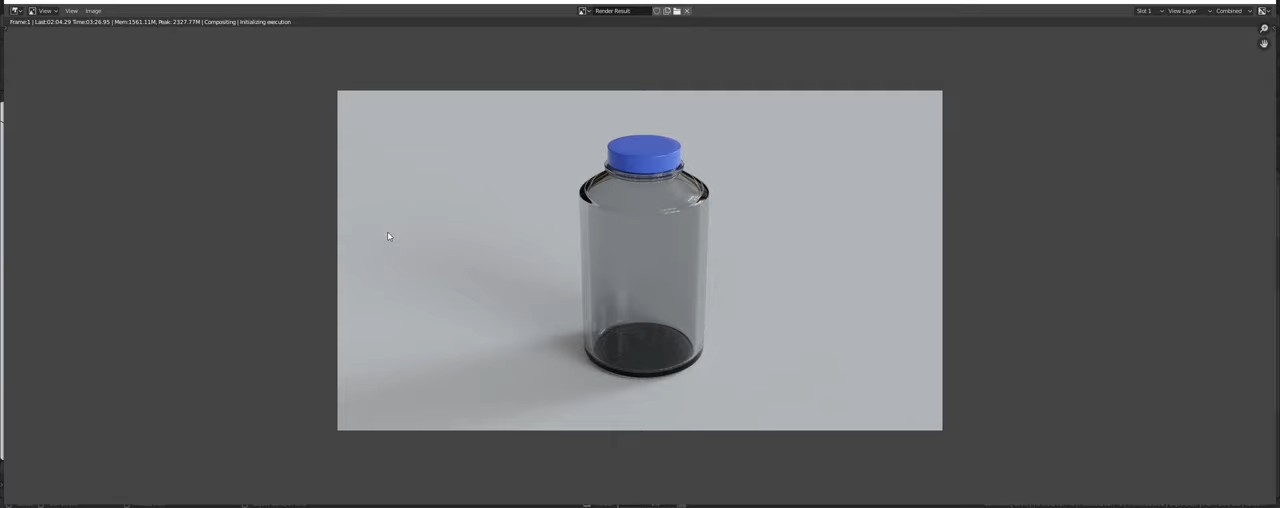 View View Image Render Result Slot 1 View Layer Combined
Frame:1 | Last:02:04.29 Time:03:26.95 | Mem:1561.11M, Peak: 2327.77M | Compositing | Initializing execution